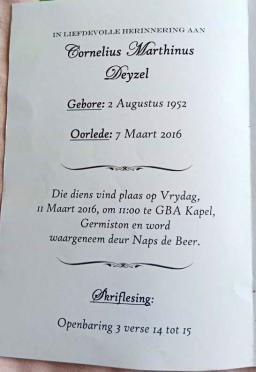 IN LIEFDEVOLLE HERINNERING AAN
Cornelius Marthinus
Deyzel
Gebore: 2 Augustus 1952
Oorlede: 7 Maart 2016
Die diens vind plaas op Vrydag,
11 Maart 2016, om 11:00 te GBA Kapel,
Germiston en word
waargeneem deur Naps de Beer.
Skriflesing:
Openbaring 3 verse 14 tot 15